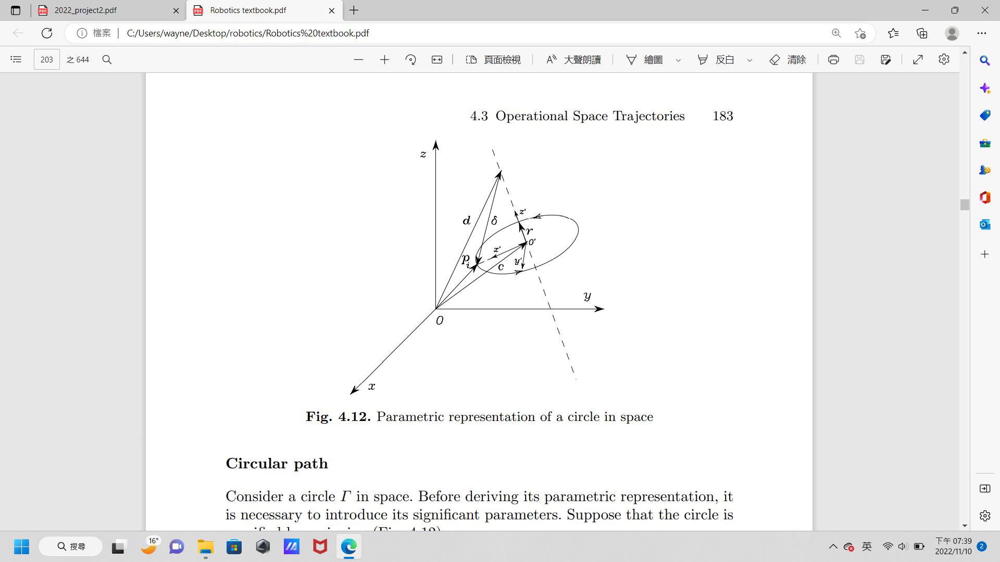 2022_project2.pdf
Robotics textbook.pdf
檔案
C:/Users/wayne/Desktop/robotics/Robotics%20textbook.pdf
203 之 644
頁面檢視
大聲朗讀
繪圖
反白
清除
4.3 Operational Space Trajectories 183
z
d
δ
z'
r
O'
x'
p_i
y'
c
y
O
x
Fig. 4.12. Parametric representation of a circle in space
Circular path
Consider a circle Γ in space. Before deriving its parametric representation, it
is necessary to introduce its significant parameters. Suppose that the circle is
16°
搜尋
英
下午 07:39
2022/11/10
2